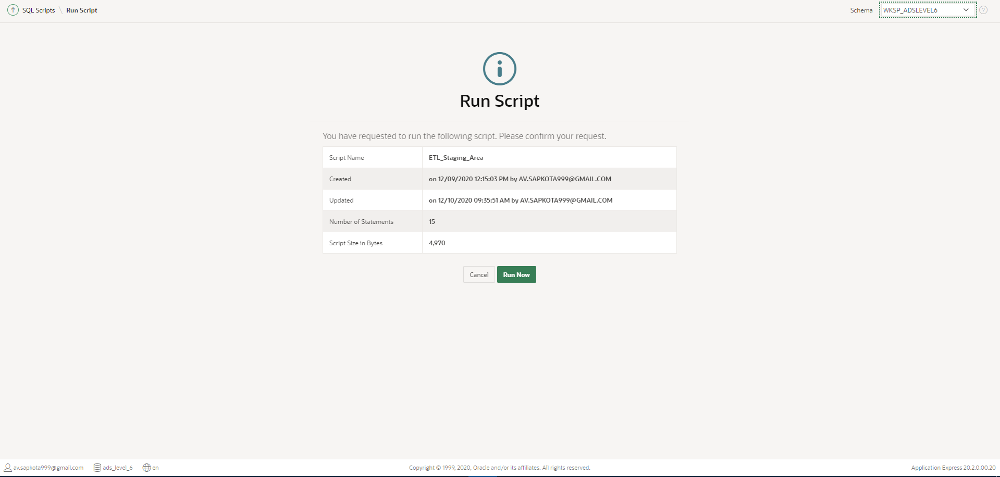 SQL Scripts \ Run Script
Schema WKSP_ADSLEVEL6 ?
Run Script
You have requested to run the following script. Please confirm your request.
Script Name ETL_Staging_Area
Created on 12/09/2020 12:15:03 PM by AV.SAPKOTA999@GMAIL.COM
Updated on 12/10/2020 09:35:51 AM by AV.SAPKOTA999@GMAIL.COM
Number of Statements 15
Script Size in Bytes 4,970
Cancel Run Now
av.sapkota999@gmail.com ads_level_6 en Copyright © 1999, 2020, Oracle and/or its affiliates. All rights reserved. Application Express 20.2.0.00.20